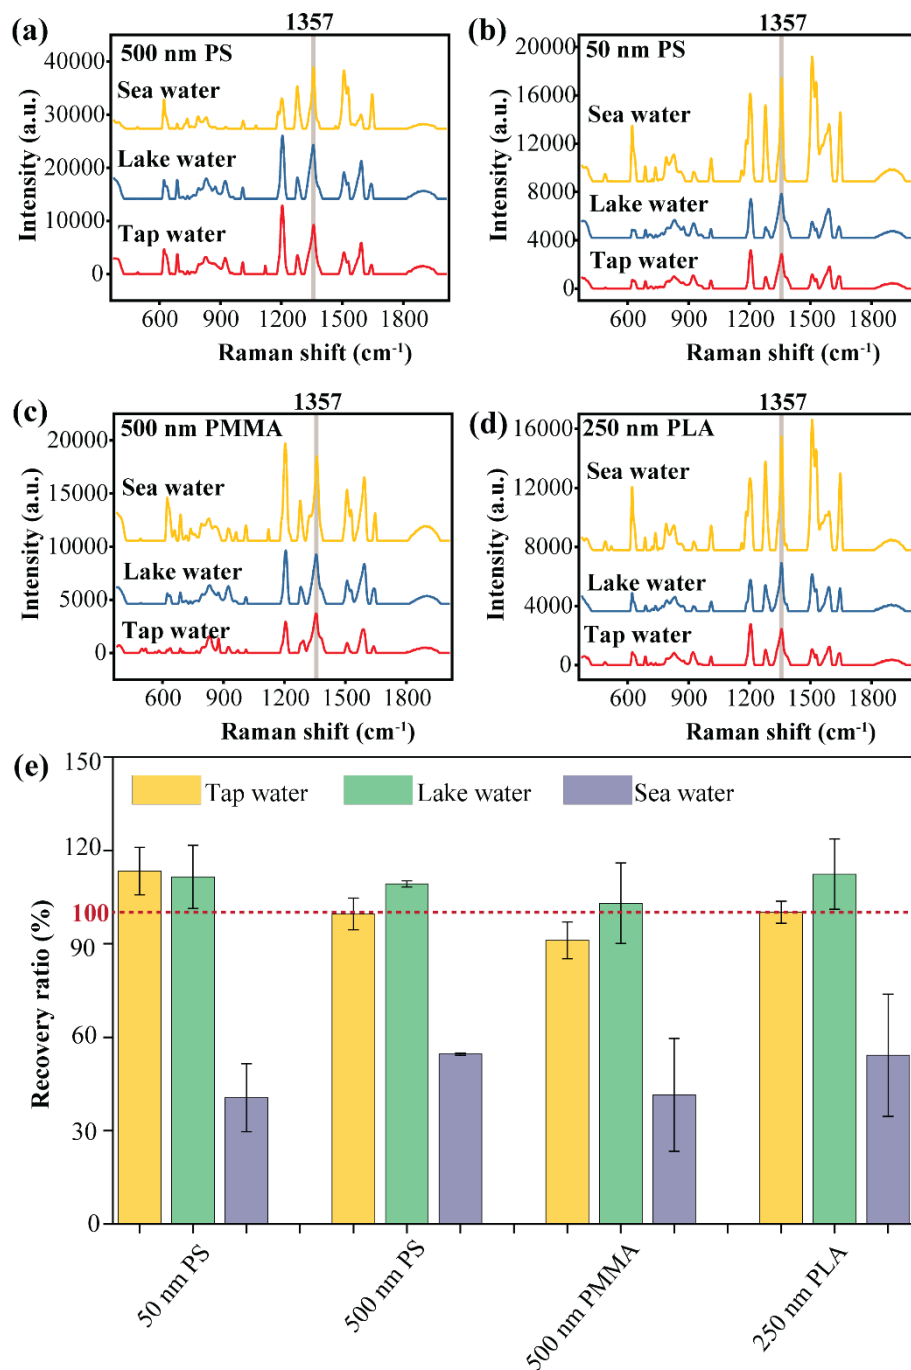 (a)
1357
500 nm PS
Sea water
Lake water
Tap water
40000
30000
20000
10000
0
Intensity (a.u.)
600 900 1200 1500 1800
Raman shift (cm⁻¹)
(b)
1357
50 nm PS
Sea water
Lake water
Tap water
20000
16000
12000
8000
4000
0
Intensity (a.u.)
600 900 1200 1500 1800
Raman shift (cm⁻¹)
(c)
1357
500 nm PMMA
Sea water
Lake water
Tap water
20000
15000
10000
5000
0
Intensity (a.u.)
600 900 1200 1500 1800
Raman shift (cm⁻¹)
(d)
1357
250 nm PLA
Sea water
Lake water
Tap water
16000
12000
8000
4000
0
Intensity (a.u.)
600 900 1200 1500 1800
Raman shift (cm⁻¹)
(e)
Tap water Lake water Sea water
150
120
100
90
60
30
0
Recovery ratio (%)
50 nm PS
500 nm PS
500 nm PMMA
250 nm PLA